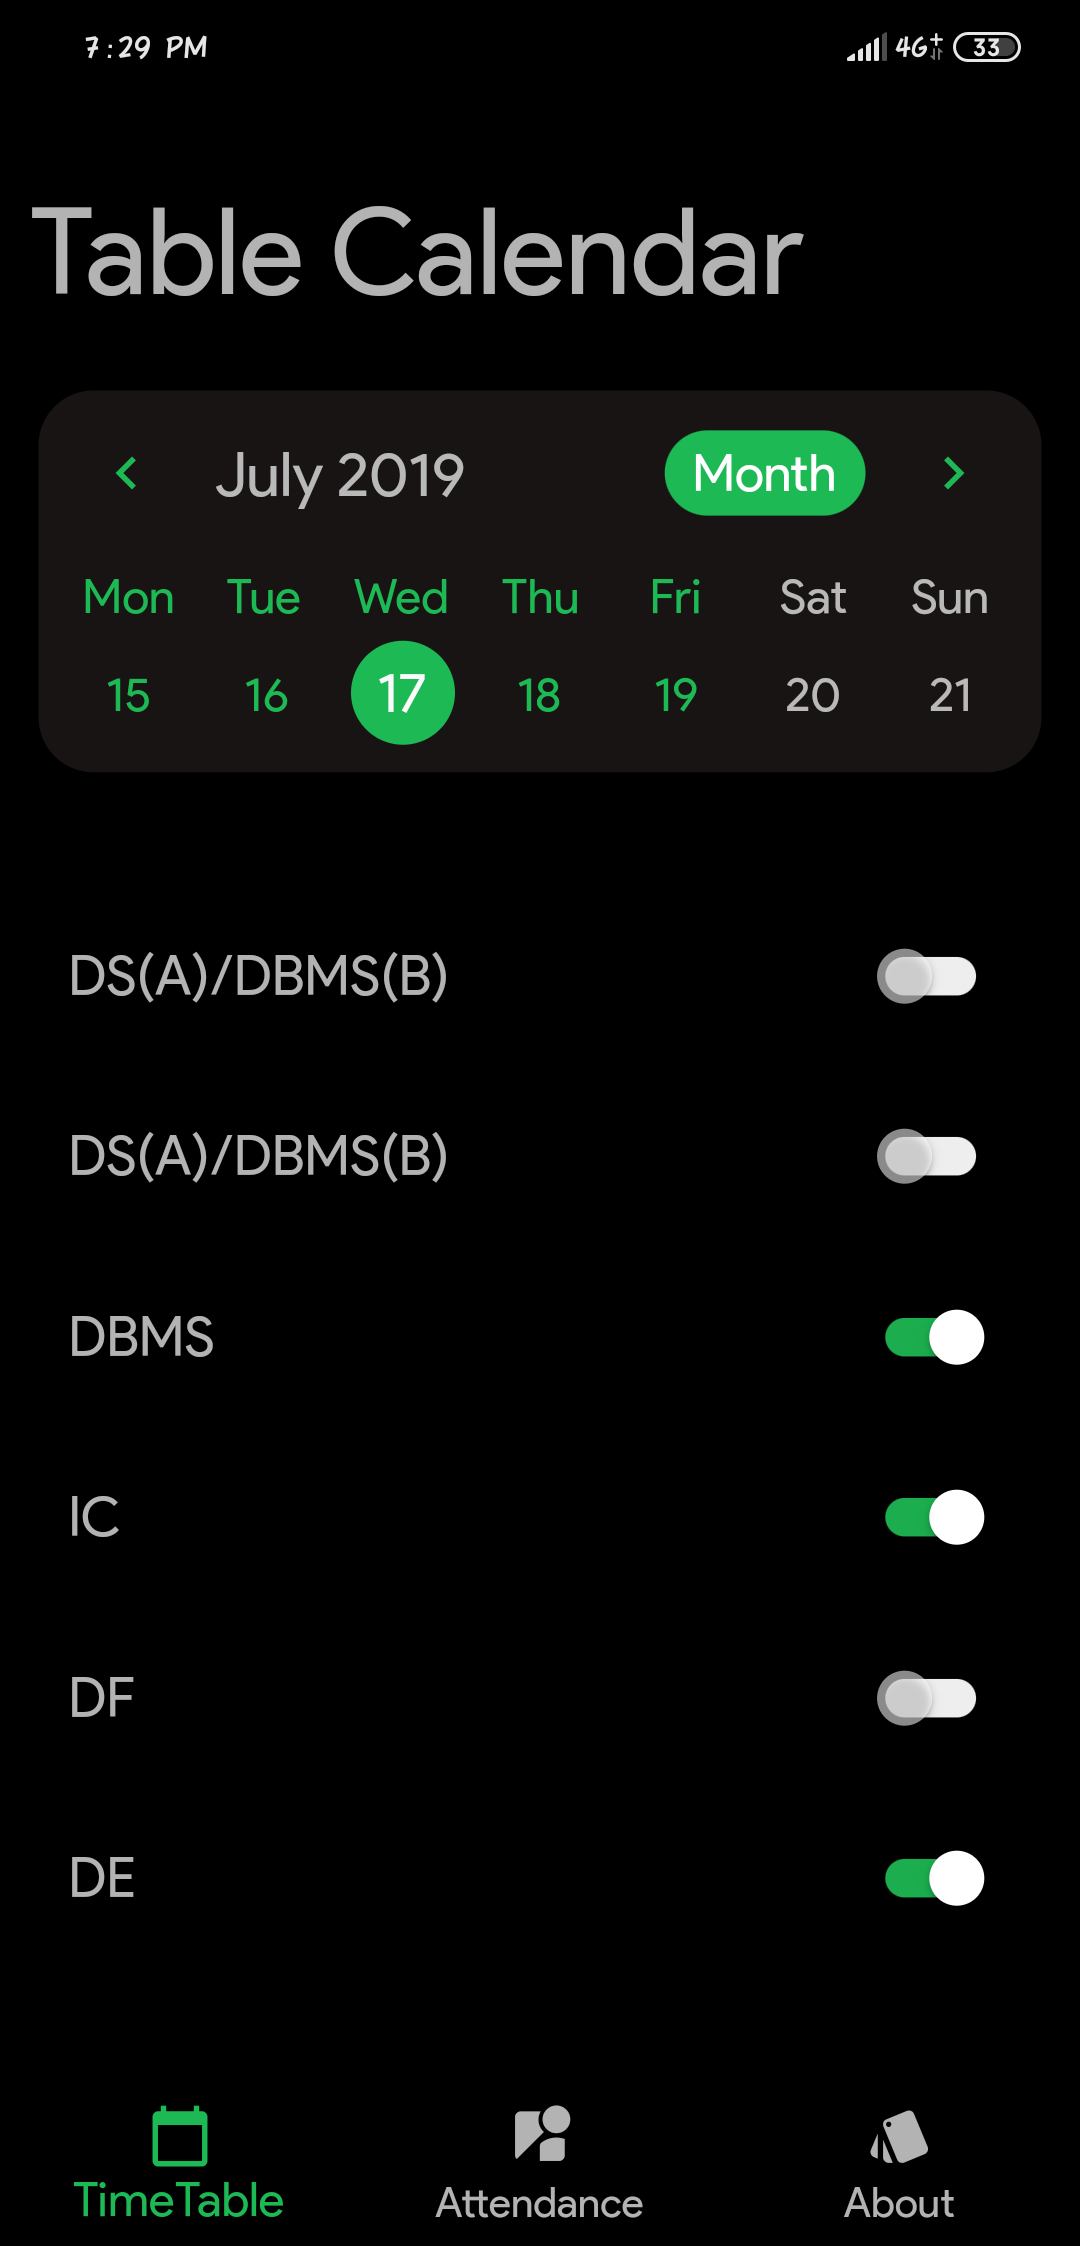 7:29 PM 4G+ 33
Table Calendar
July 2019 Month
Mon Tue Wed Thu Fri Sat Sun
15 16 17 18 19 20 21
DS(A)/DBMS(B)
DS(A)/DBMS(B)
DBMS
IC
DF
DE
TimeTable Attendance About